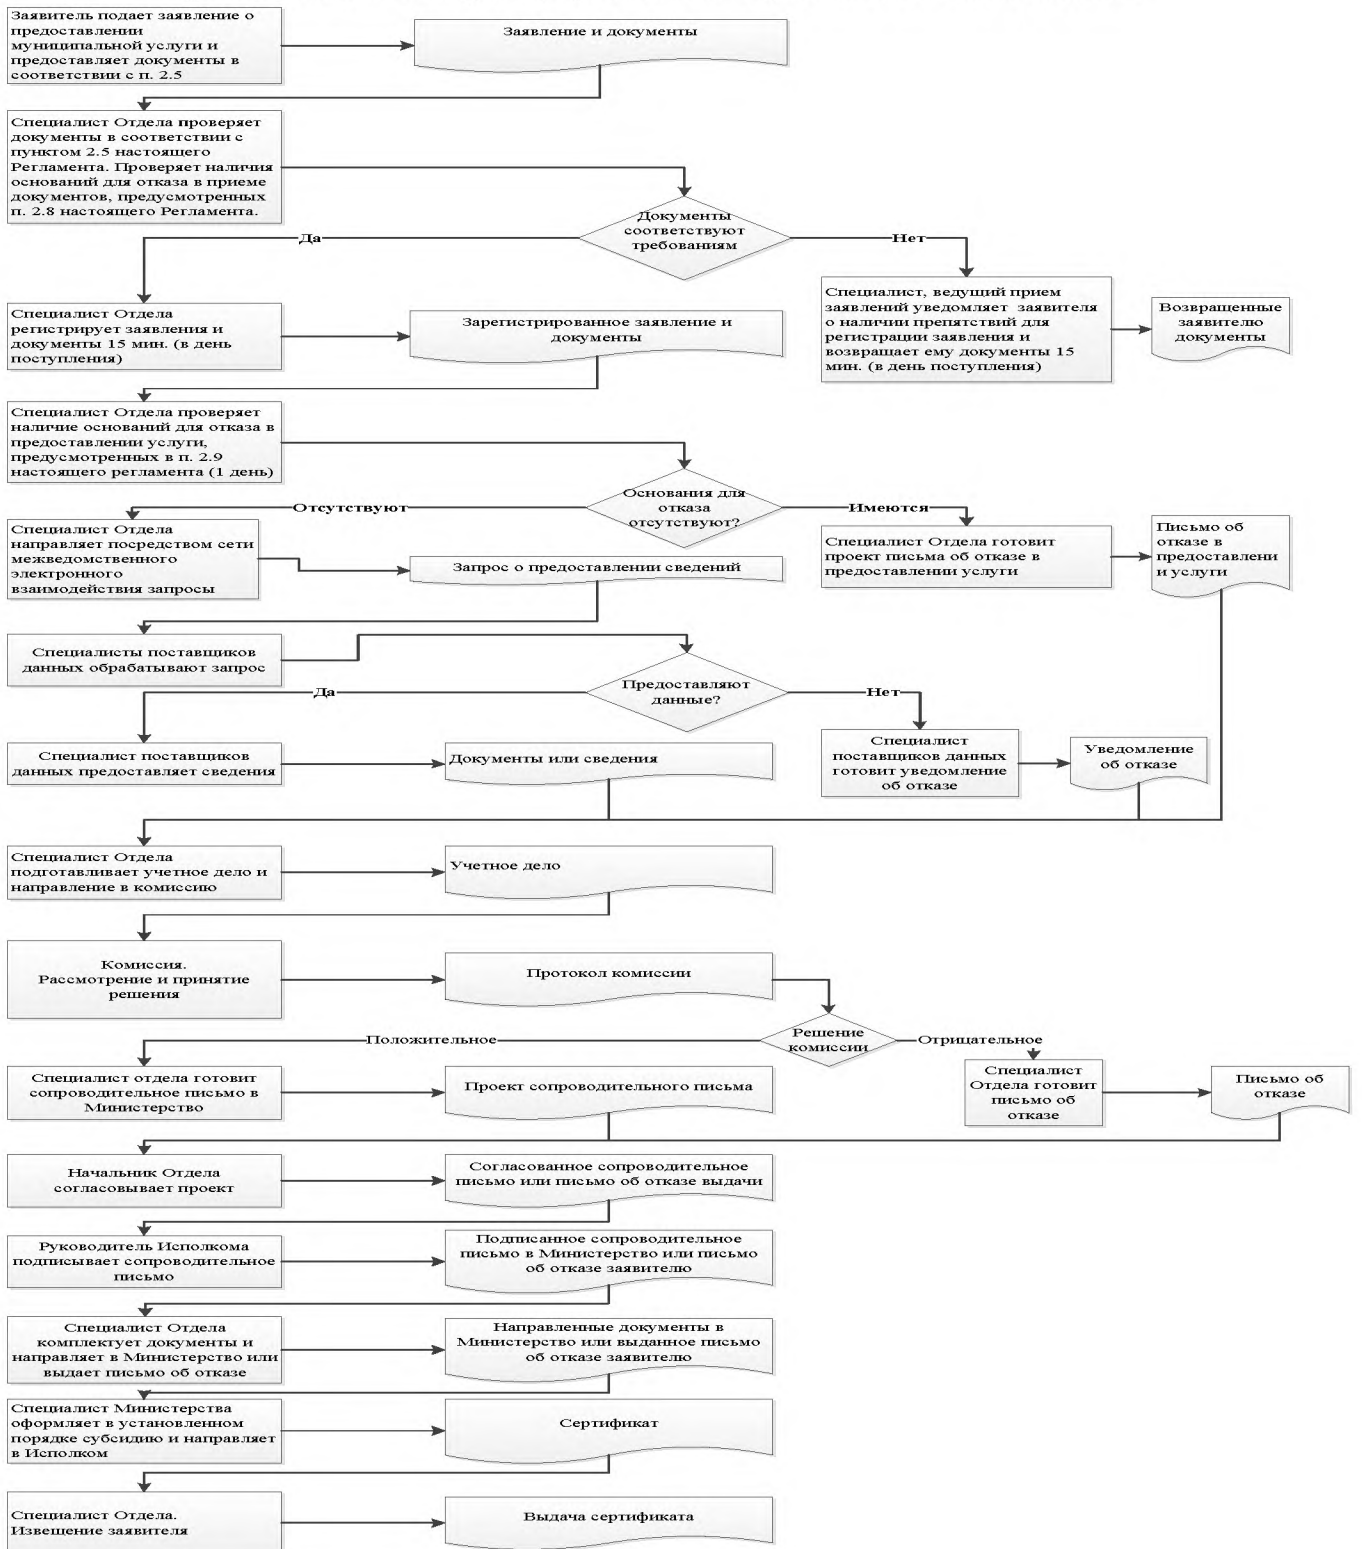 Заявитель подает заявление о
предоставлении
муниципальной услуги и
предоставляет документы в
соответствии с п. 2.5
Заявление и документы
Специалист Отдела проверяет
документы в соответствии с
пунктом 2.5 настоящего
Регламента. Проверяет наличия
оснований для отказа в приеме
документов, предусмотренных
п. 2.8 настоящего Регламента.
Документы
соответствуют
требованиям
Да
Нет
Специалист Отдела
регистрирует заявления и
документы 15 мин. (в день
поступления)
Зарегистрированное заявление и
документы
Специалист, ведущий прием
заявлений уведомляет заявителя
о наличии препятствий для
регистрации заявления и
возвращает ему документы 15
мин. (в день поступления)
Возвращенные
заявителю
документы
Специалист Отдела проверяет
наличие оснований для отказа в
предоставлении услуги,
предусмотренных в п. 2.9
настоящего регламента (1 день)
Основания для
отказа
отсутствуют?
Отсутствуют
Имеются
Специалист Отдела
направляет посредством сети
межведомственного
электронного
взаимодействия запросы
Запрос о предоставлении сведений
Специалист Отдела готовит
проект письма об отказе в
предоставлении услуги
Письмо об
отказе в
предоставлени
и услуги
Специалисты поставщиков
данных обрабатывают запрос
Предоставляют
данные?
Да
Нет
Специалист поставщиков
данных предоставляет сведения
Документы или сведения
Специалист
поставщиков данных
готовит уведомление
об отказе
Уведомление
об отказе
Специалист Отдела
подготавливает учетное дело и
направление в комиссию
Учетное дело
Комиссия.
Рассмотрение и принятие
решения
Протокол комиссии
Решение
комиссии
Положительное
Отрицательное
Специалист отдела готовит
сопроводительное письмо в
Министерство
Проект сопроводительного письма
Специалист
Отдела готовит
письмо об
отказе
Письмо об
отказе
Начальник Отдела
согласовывает проект
Согласованное сопроводительное
письмо или письмо об отказе выдачи
Руководитель Исполкома
подписывает сопроводительное
письмо
Подписанное сопроводительное
письмо в Министерство или письмо
об отказе заявителю
Специалист Отдела
комплектует документы и
направляет в Министерство или
выдает письмо об отказе
Направленные документы в
Министерство или выданное письмо
об отказе заявителю
Специалист Министерства
оформляет в установленном
порядке субсидию и направляет
в Исполком
Сертификат
Специалист Отдела.
Извещение заявителя
Выдача сертификата